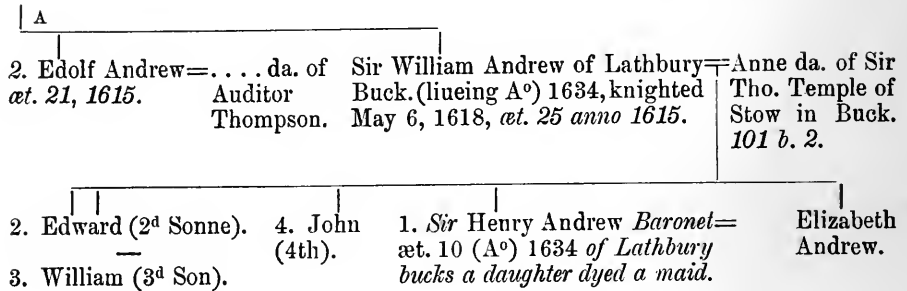 A
2. Edolf Andrew=.... da. of
æt. 21, 1615. Auditor
Thompson.
Sir William Andrew of Lathbury=
Buck. (liueing Aº) 1634, knighted
May 6, 1618, æt. 25 anno 1615.
Anne da. of Sir
Tho. Temple of
Stow in Buck.
101 b. 2.
2. Edward (2ᵈ Sonne).
—
3. William (3ᵈ Son).
4. John
(4th).
1. Sir Henry Andrew Baronet=
æt. 10 (Aº) 1634 of Lathbury
bucks a daughter dyed a maid.
Elizabeth
Andrew.